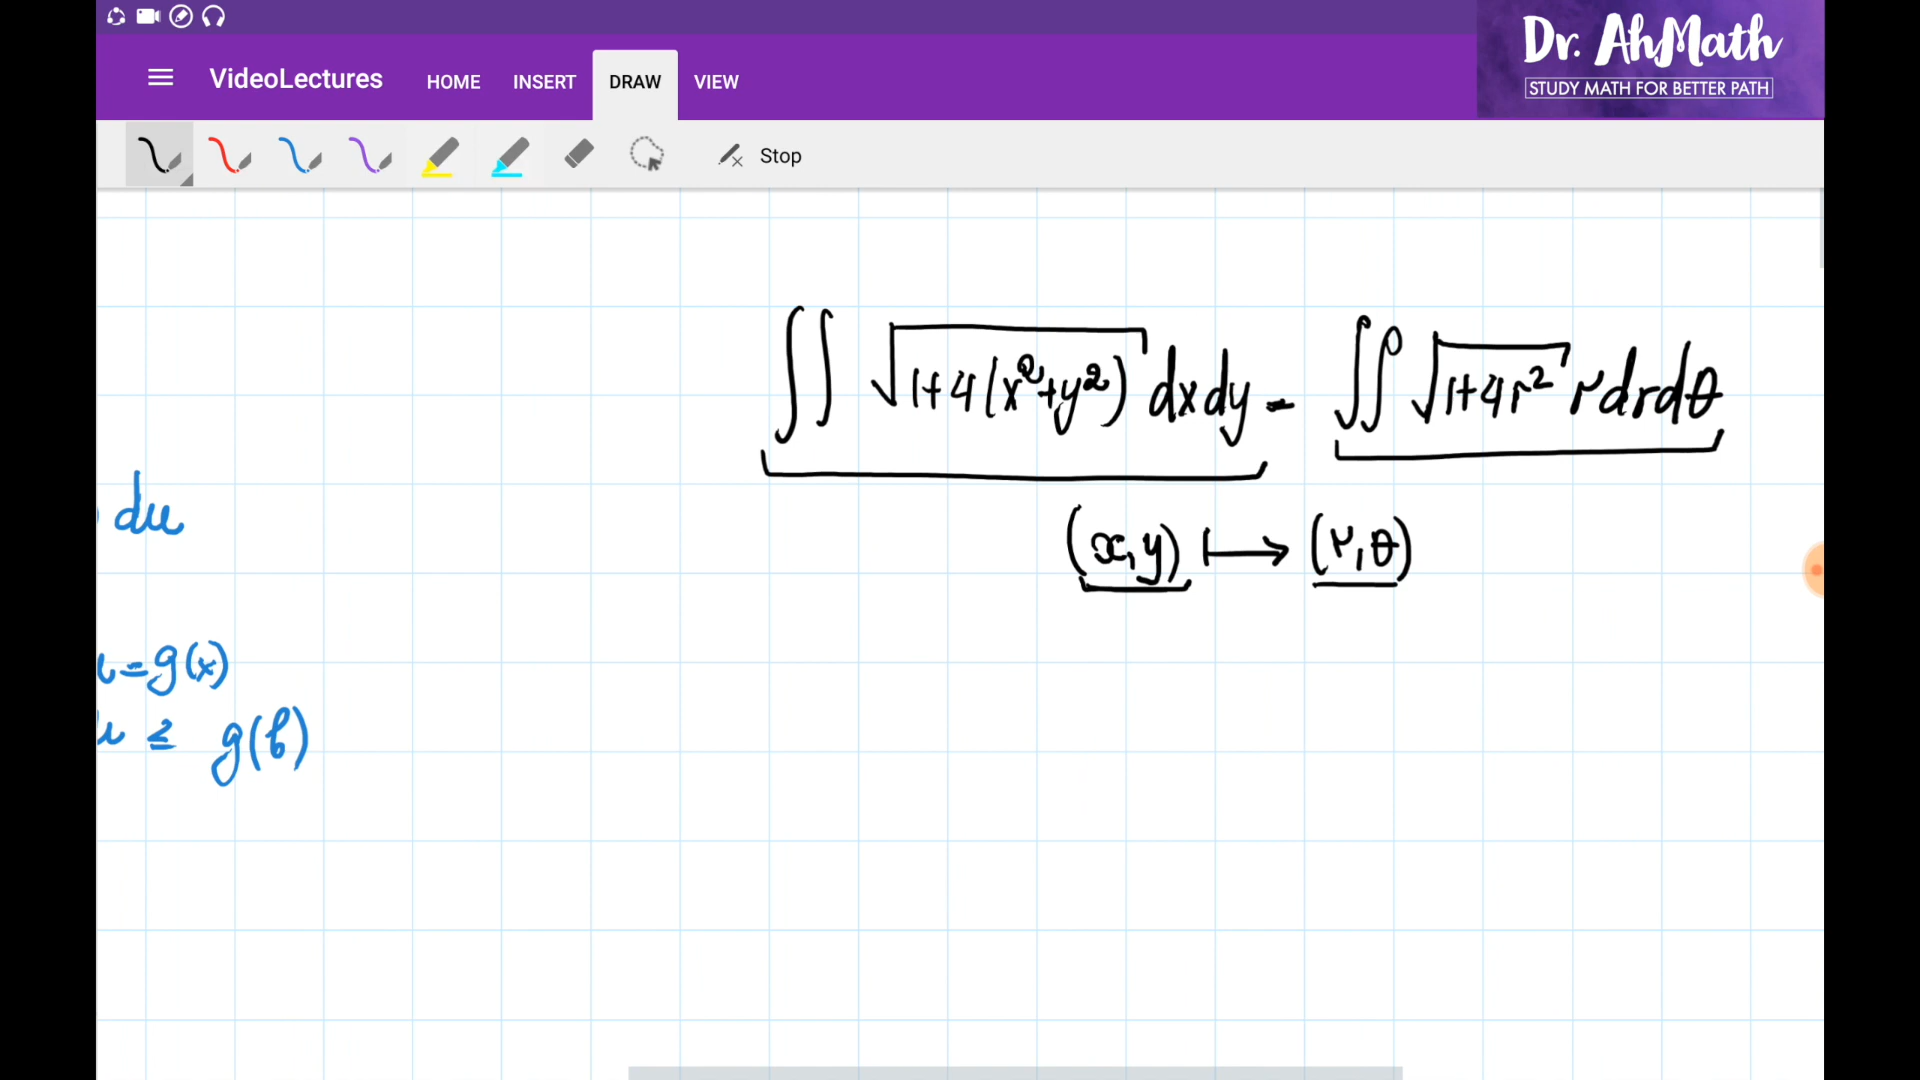 Dr. AhMath
STUDY MATH FOR BETTER PATH
VideoLectures HOME INSERT DRAW VIEW
Stop
∫∫ √(1+4(x²+y²)) dxdy = ∫∫ √(1+4r²) r dr dθ
du
(x,y) ⟼ (r,θ)
u=g(x)
u ≤ g(b)